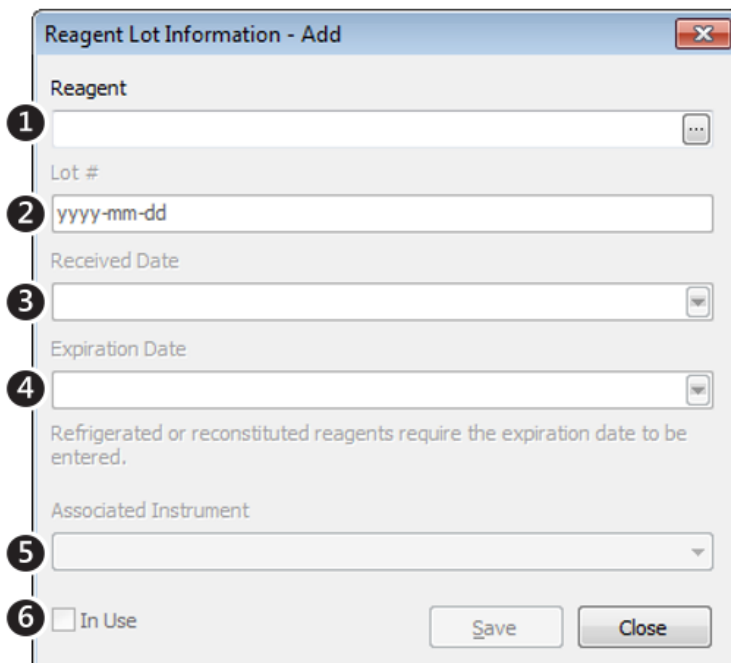 Reagent Lot Information - Add
Reagent
1
...
Lot #
2 yyyy-mm-dd
Received Date
3
Expiration Date
4
Refrigerated or reconstituted reagents require the expiration date to be
entered.
Associated Instrument
5
6 In Use Save Close